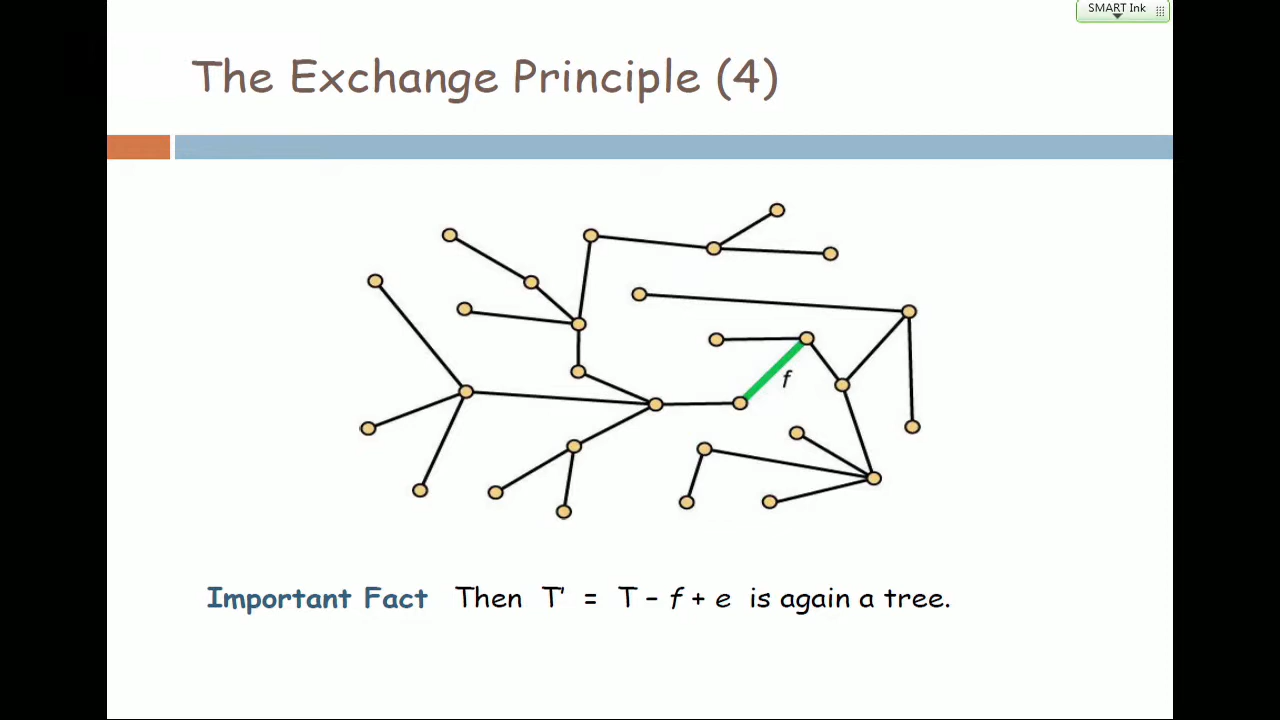 SMART Ink
The Exchange Principle (4)
f
Important Fact Then T' = T – f + e is again a tree.